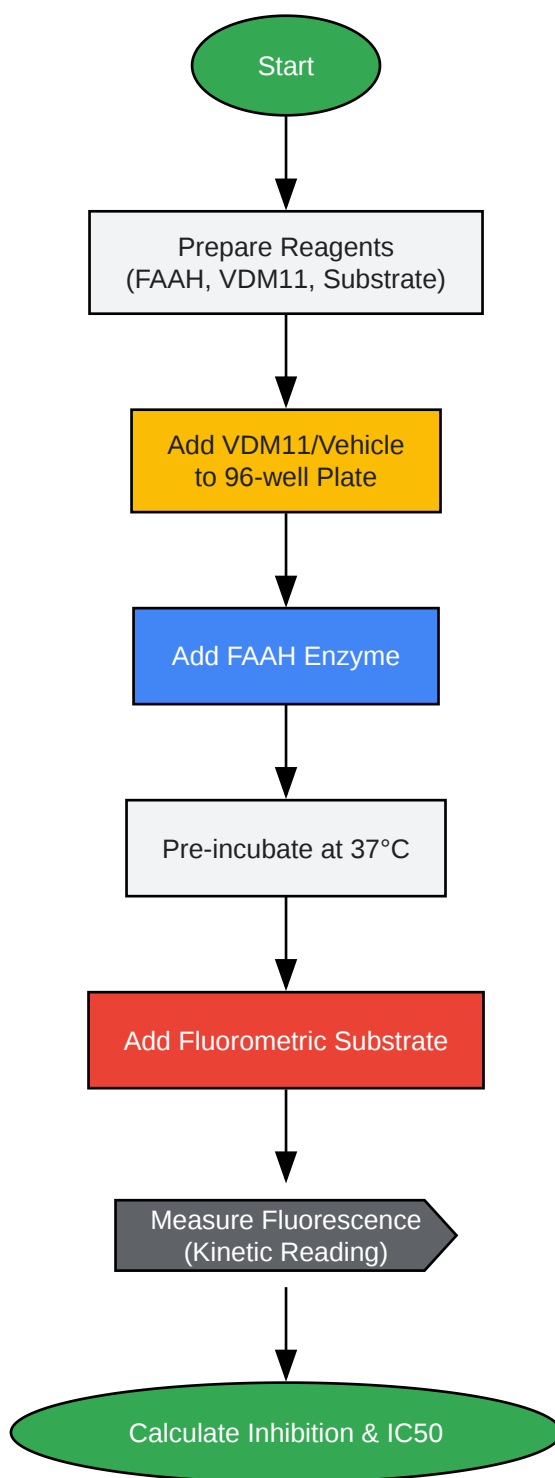 Start
Prepare Reagents
(FAAH, VDM11, Substrate)
Add VDM11/Vehicle
to 96-well Plate
Add FAAH Enzyme
Pre-incubate at 37°C
Add Fluorometric Substrate
Measure Fluorescence
(Kinetic Reading)
Calculate Inhibition & IC50